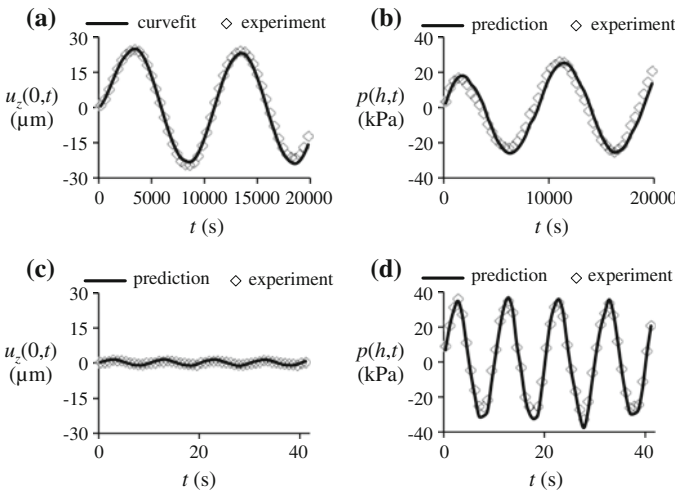 (a)
curvefit
experiment
30
15
0
-15
-30
u_z(0,t)
(µm)
0
5000
10000
15000
20000
t (s)
(b)
prediction
experiment
40
20
0
-20
-40
p(h,t)
(kPa)
0
10000
20000
t (s)
(c)
prediction
experiment
30
15
0
-15
-30
u_z(0,t)
(µm)
0
20
40
t (s)
(d)
prediction
experiment
40
20
0
-20
-40
p(h,t)
(kPa)
0
20
40
t (s)